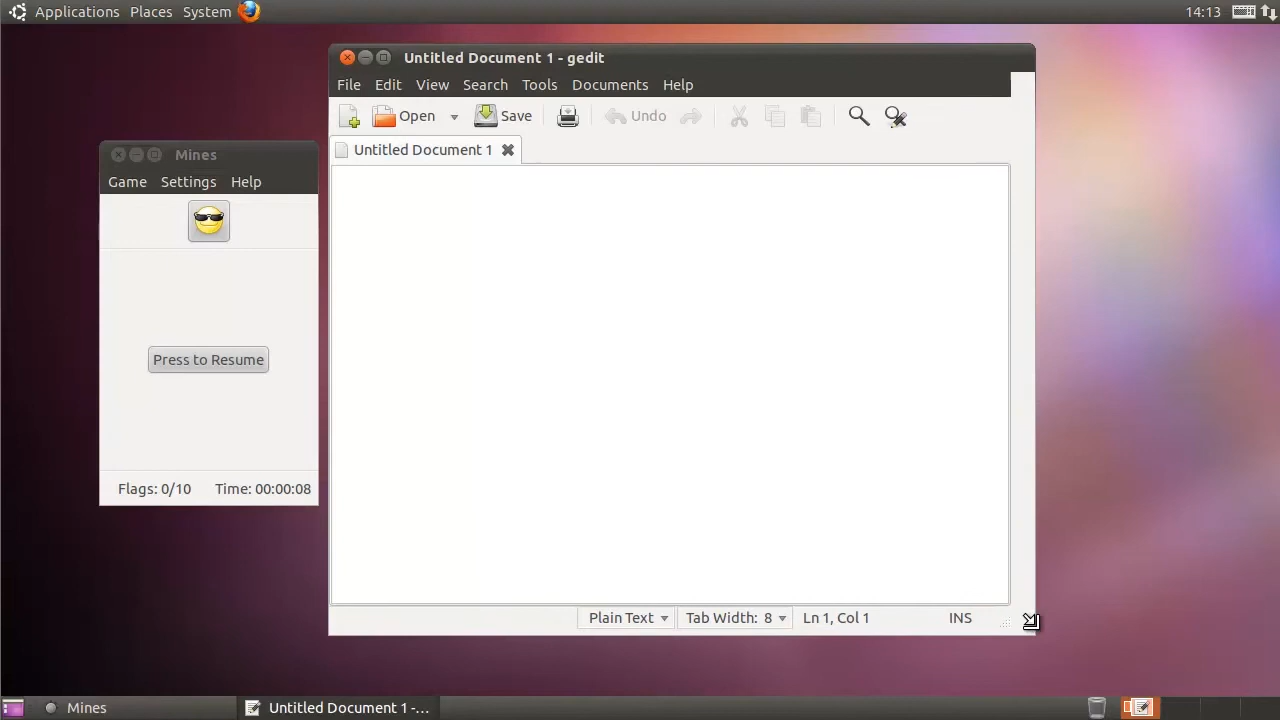 Applications Places System 14:13
Untitled Document 1 - gedit
File Edit View Search Tools Documents Help
Open Save Undo
Untitled Document 1
Mines
Game Settings Help
Press to Resume
Flags: 0/10 Time: 00:00:08
Plain Text Tab Width: 8 Ln 1, Col 1 INS
Mines Untitled Document 1 -...